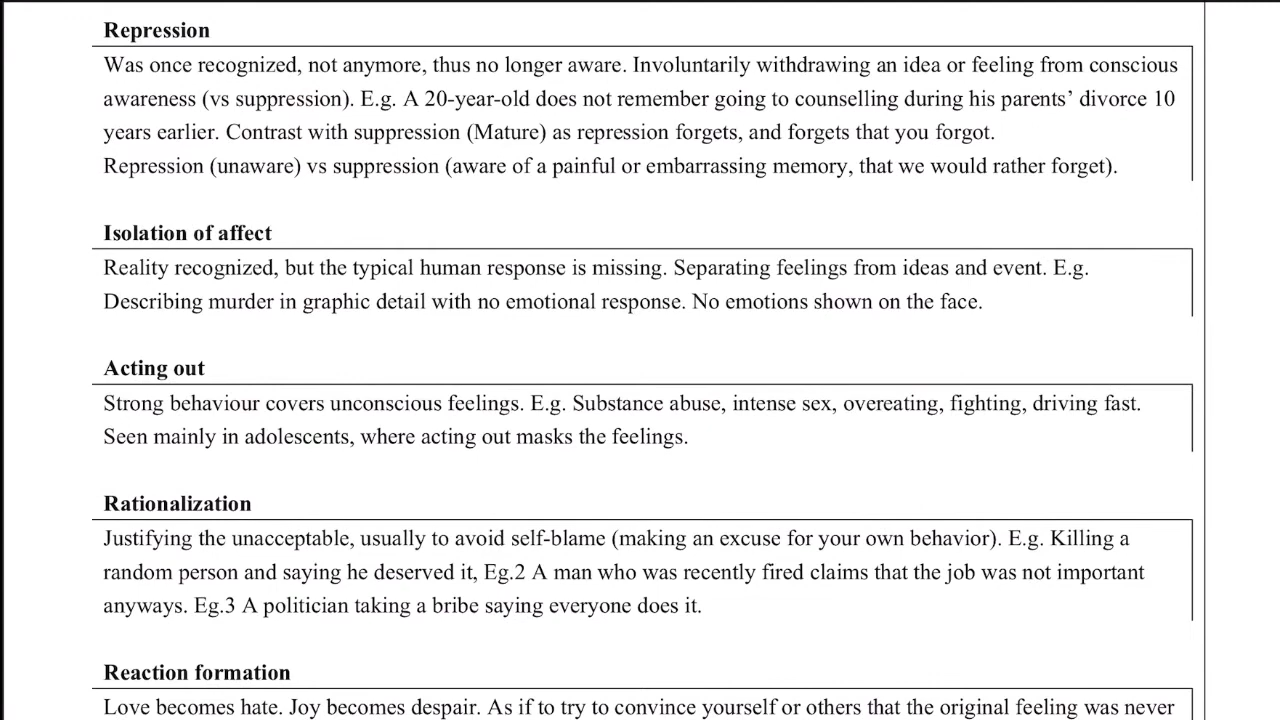 Repression
Was once recognized, not anymore, thus no longer aware. Involuntarily withdrawing an idea or feeling from conscious
awareness (vs suppression). E.g. A 20-year-old does not remember going to counselling during his parents’ divorce 10
years earlier. Contrast with suppression (Mature) as repression forgets, and forgets that you forgot.
Repression (unaware) vs suppression (aware of a painful or embarrassing memory, that we would rather forget).
Isolation of affect
Reality recognized, but the typical human response is missing. Separating feelings from ideas and event. E.g.
Describing murder in graphic detail with no emotional response. No emotions shown on the face.
Acting out
Strong behaviour covers unconscious feelings. E.g. Substance abuse, intense sex, overeating, fighting, driving fast.
Seen mainly in adolescents, where acting out masks the feelings.
Rationalization
Justifying the unacceptable, usually to avoid self-blame (making an excuse for your own behavior). E.g. Killing a
random person and saying he deserved it, Eg.2 A man who was recently fired claims that the job was not important
anyways. Eg.3 A politician taking a bribe saying everyone does it.
Reaction formation
Love becomes hate. Joy becomes despair. As if to try to convince yourself or others that the original feeling was never